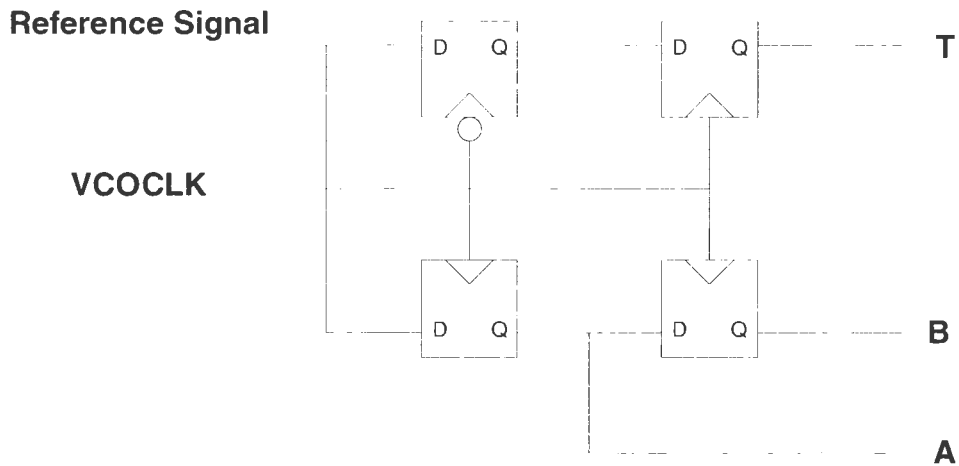 Reference Signal
D Q D Q T
VCOCLK
D Q D Q B
A